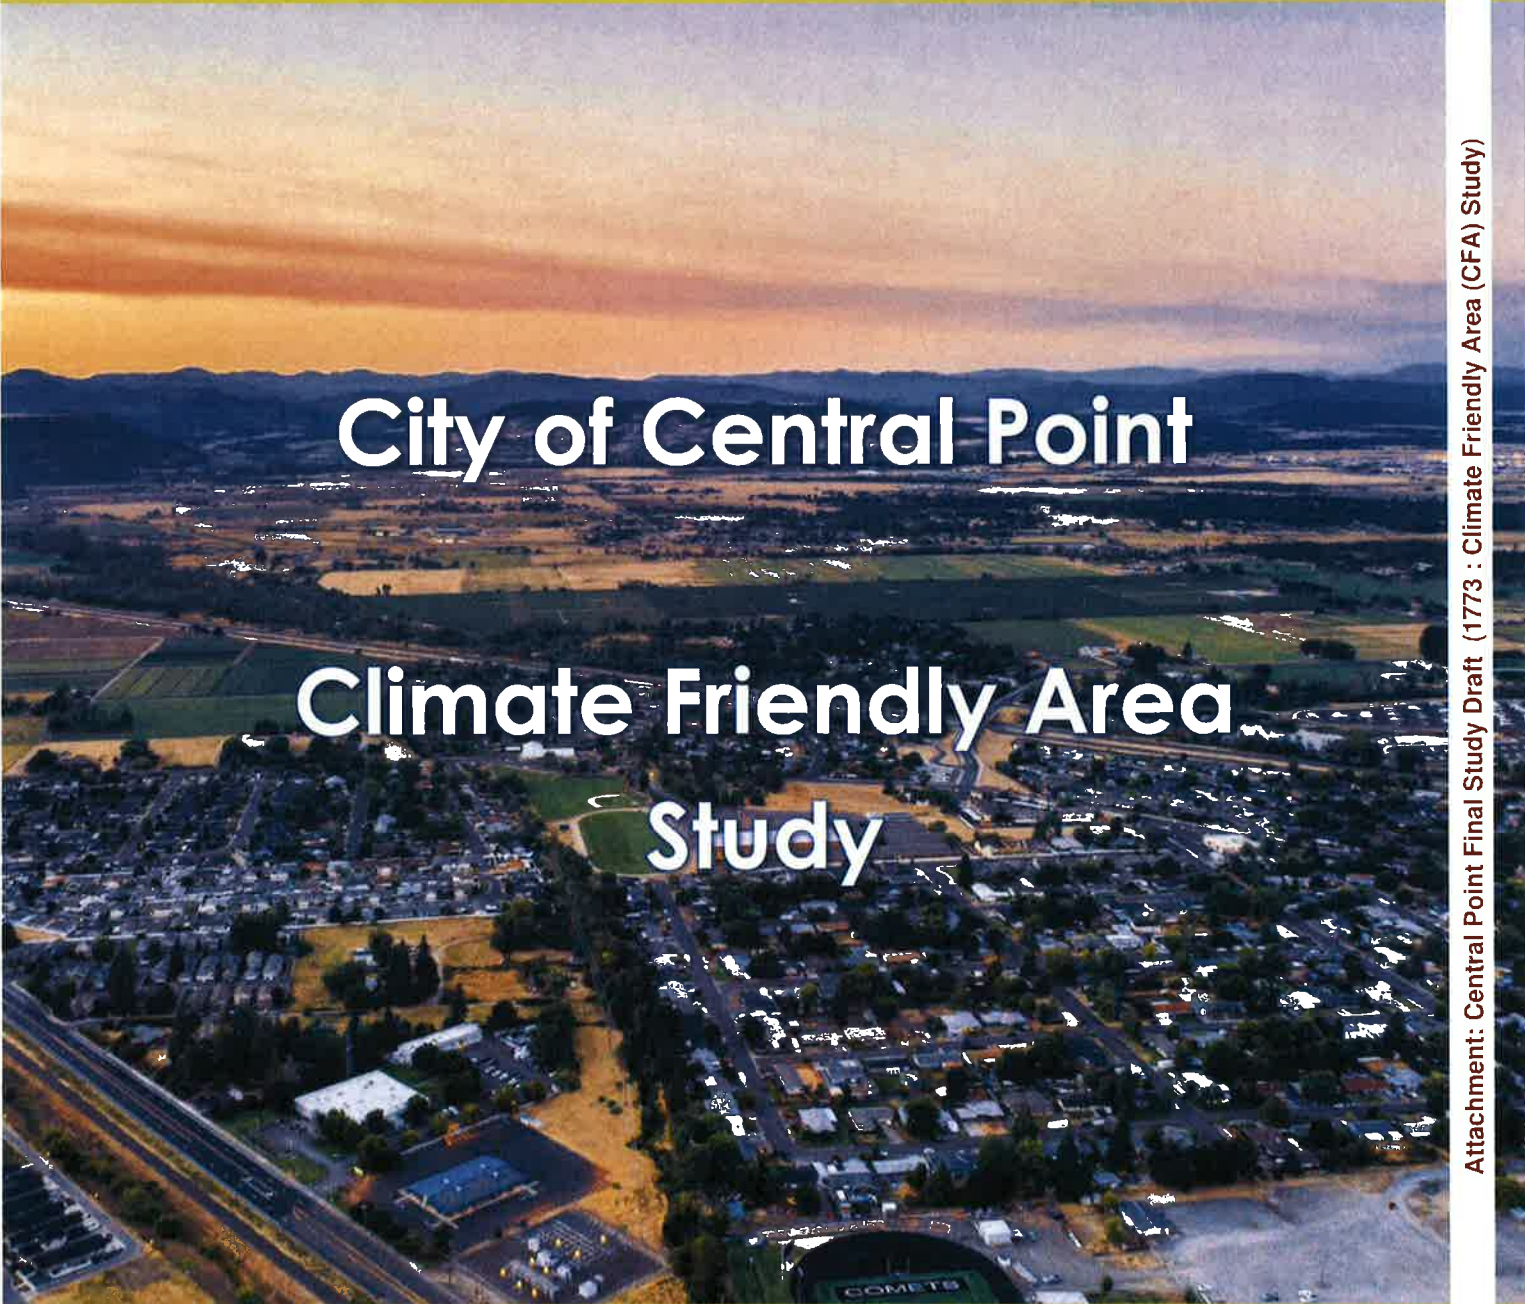 City of Central Point
Climate Friendly Area
Study
COMETS
Attachment: Central Point Final Study Draft (1773 : Climate Friendly Area (CFA) Study)